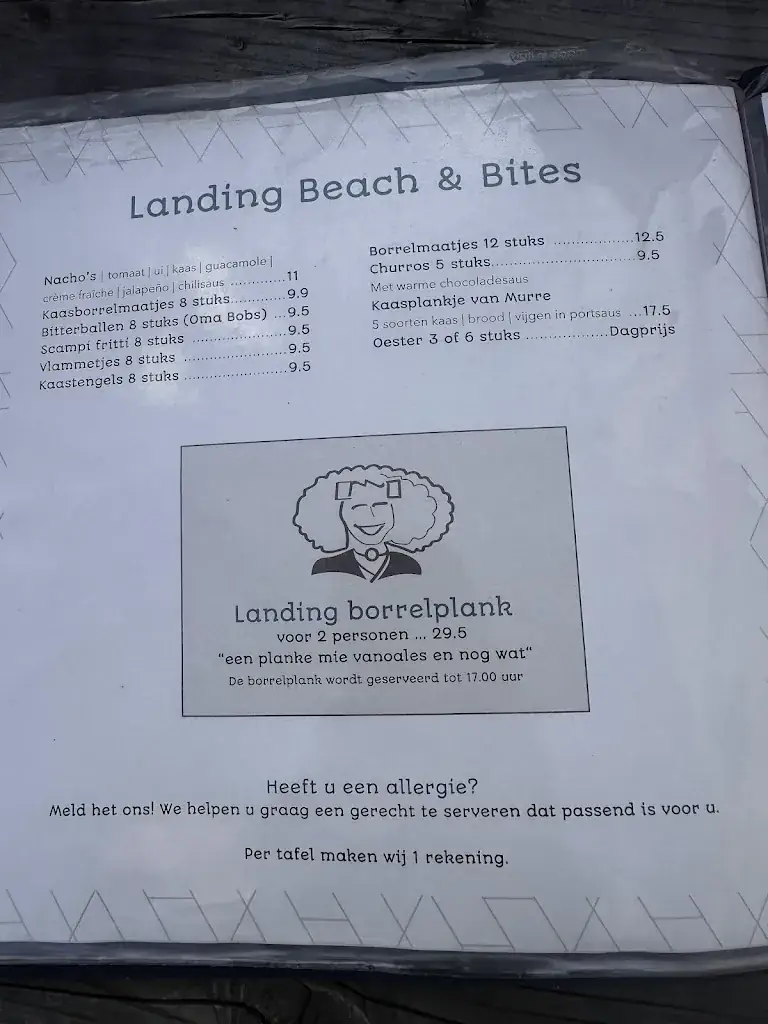 Landing Beach & Bites
Nacho's | tomaat | ui | kaas | guacamole |
crème fraîche | jalapeño | chilisaus .............11
Kaasborrelmaatjes 8 stuks.............9.9
Bitterballen 8 stuks (Oma Bobs) ...9.5
Scampi fritti 8 stuks .......................9.5
Vlammetjes 8 stuks ........................9.5
Kaastengels 8 stuks ........................9.5
Borrelmaatjes 12 stuks ..................12.5
Churros 5 stuks................................9.5
Met warme chocoladesaus
Kaasplankje van Murre
5 soorten kaas | brood | vijgen in portsaus ...17.5
Oester 3 of 6 stuks ..................Dagprijs
Landing borrelplank
voor 2 personen ... 29.5
“een planke mie vanoales en nog wat“
De borrelplank wordt geserveerd tot 17.00 uur
Heeft u een allergie?
Meld het ons! We helpen u graag een gerecht te serveren dat passend is voor u.
Per tafel maken wij 1 rekening.